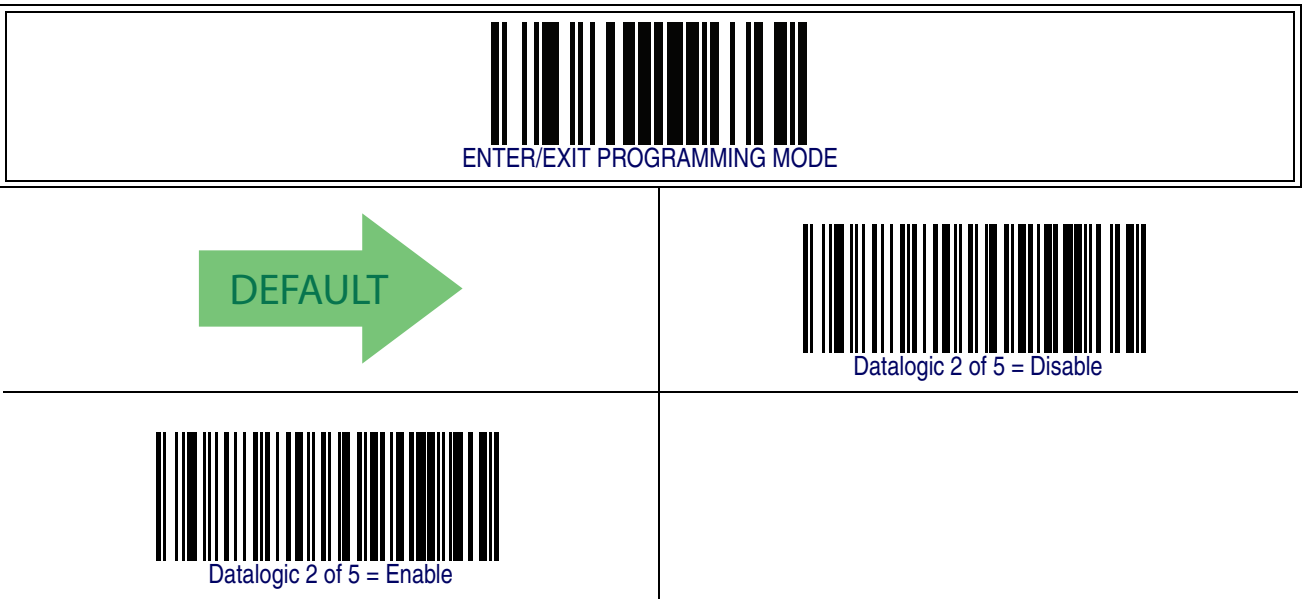 ENTER/EXIT PROGRAMMING MODE
DEFAULT
Datalogic 2 of 5 = Disable
Datalogic 2 of 5 = Enable